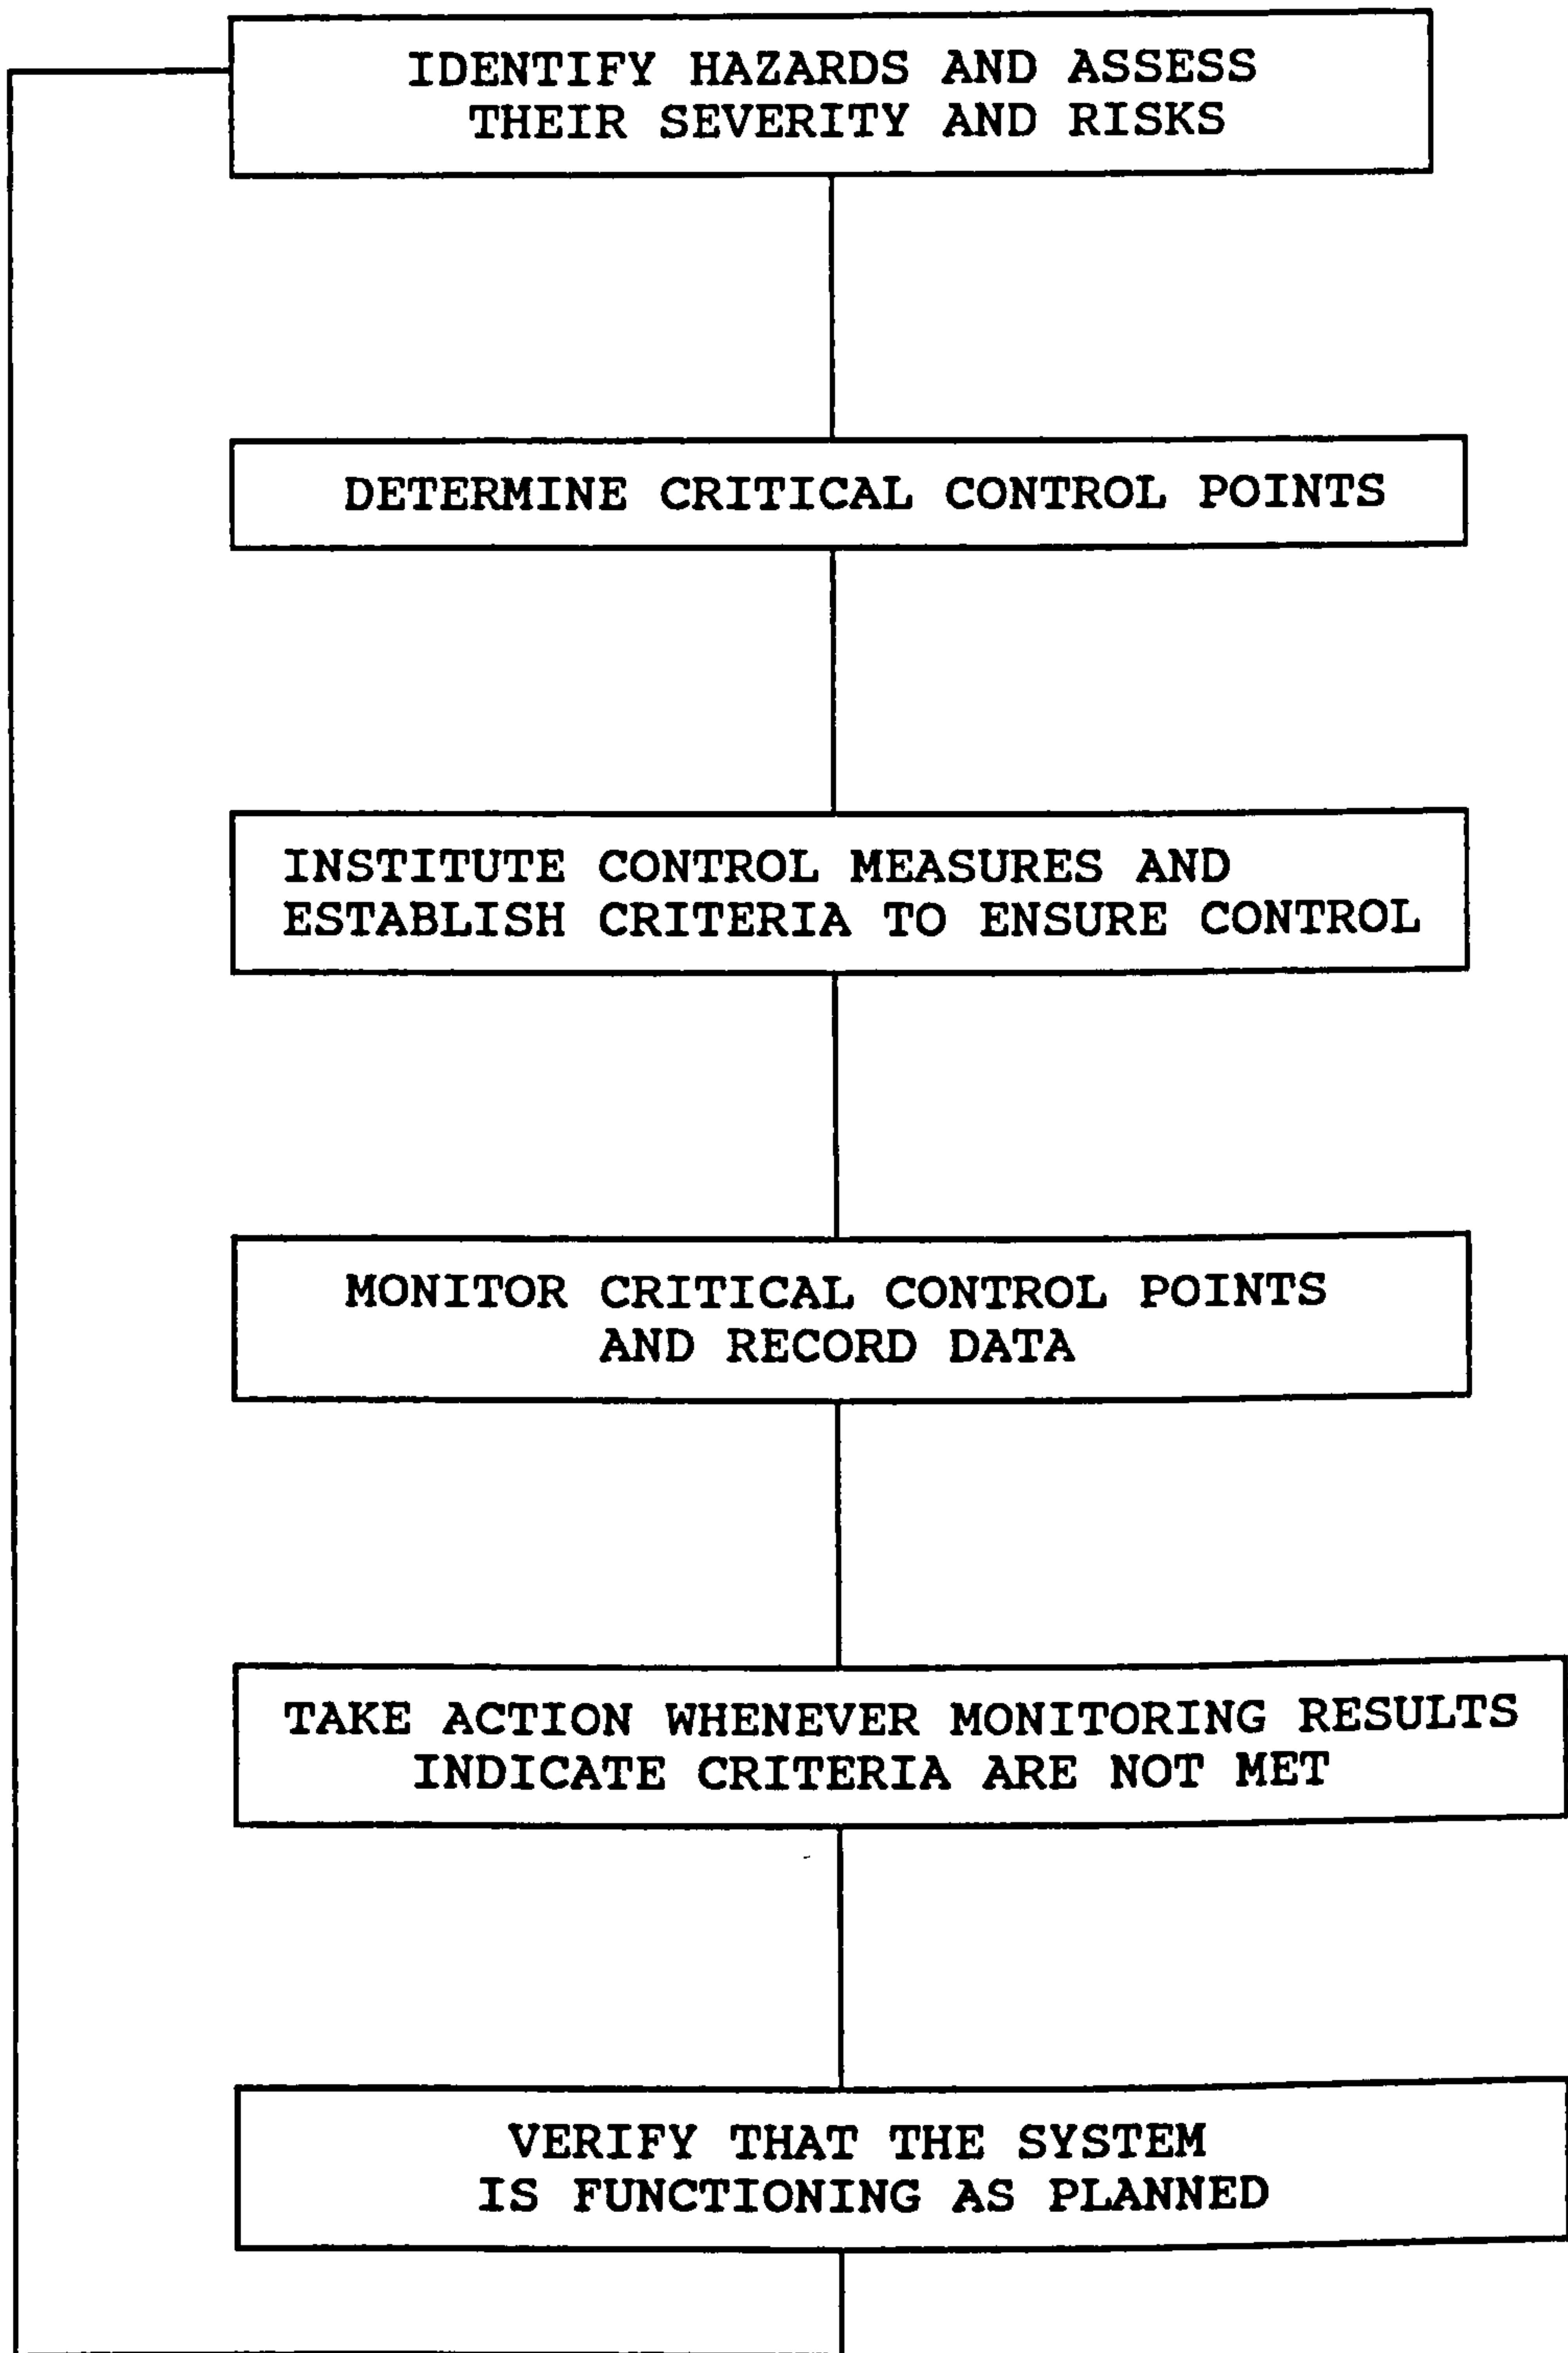 IDENTIFY HAZARDS AND ASSESS
THEIR SEVERITY AND RISKS
DETERMINE CRITICAL CONTROL POINTS
INSTITUTE CONTROL MEASURES AND
ESTABLISH CRITERIA TO ENSURE CONTROL
MONITOR CRITICAL CONTROL POINTS
AND RECORD DATA
TAKE ACTION WHENEVER MONITORING RESULTS
INDICATE CRITERIA ARE NOT MET
VERIFY THAT THE SYSTEM
IS FUNCTIONING AS PLANNED